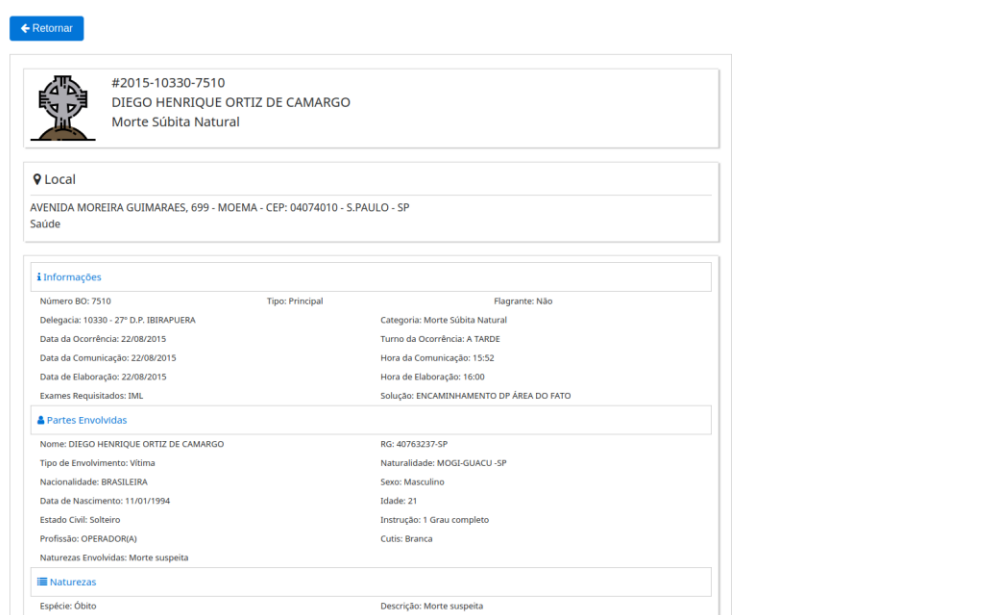 Retornar
#2015-10330-7510
DIEGO HENRIQUE ORTIZ DE CAMARGO
Morte Súbita Natural
Local
AVENIDA MOREIRA GUIMARAES, 699 - MOEMA - CEP: 04074010 - S.PAULO - SP
Saúde
Informações
Número BO: 7510 Tipo: Principal Flagrante: Não
Delegacia: 10330 - 27º D.P. IBIRAPUERA Categoria: Morte Súbita Natural
Data da Ocorrência: 22/08/2015 Turno da Ocorrência: A TARDE
Data da Comunicação: 22/08/2015 Hora da Comunicação: 15:52
Data de Elaboração: 22/08/2015 Hora de Elaboração: 16:00
Exames Requisitados: IML Solução: ENCAMINHAMENTO DP ÁREA DO FATO
Partes Envolvidas
Nome: DIEGO HENRIQUE ORTIZ DE CAMARGO RG: 40763237-SP
Tipo de Envolvimento: Vítima Naturalidade: MOGI-GUACU -SP
Nacionalidade: BRASILEIRA Sexo: Masculino
Data de Nascimento: 11/01/1994 Idade: 21
Estado Civil: Solteiro Instrução: 1 Grau completo
Profissão: OPERADOR(A) Cutis: Branca
Naturezas Envolvidas: Morte suspeita
Naturezas
Espécie: Óbito Descrição: Morte suspeita